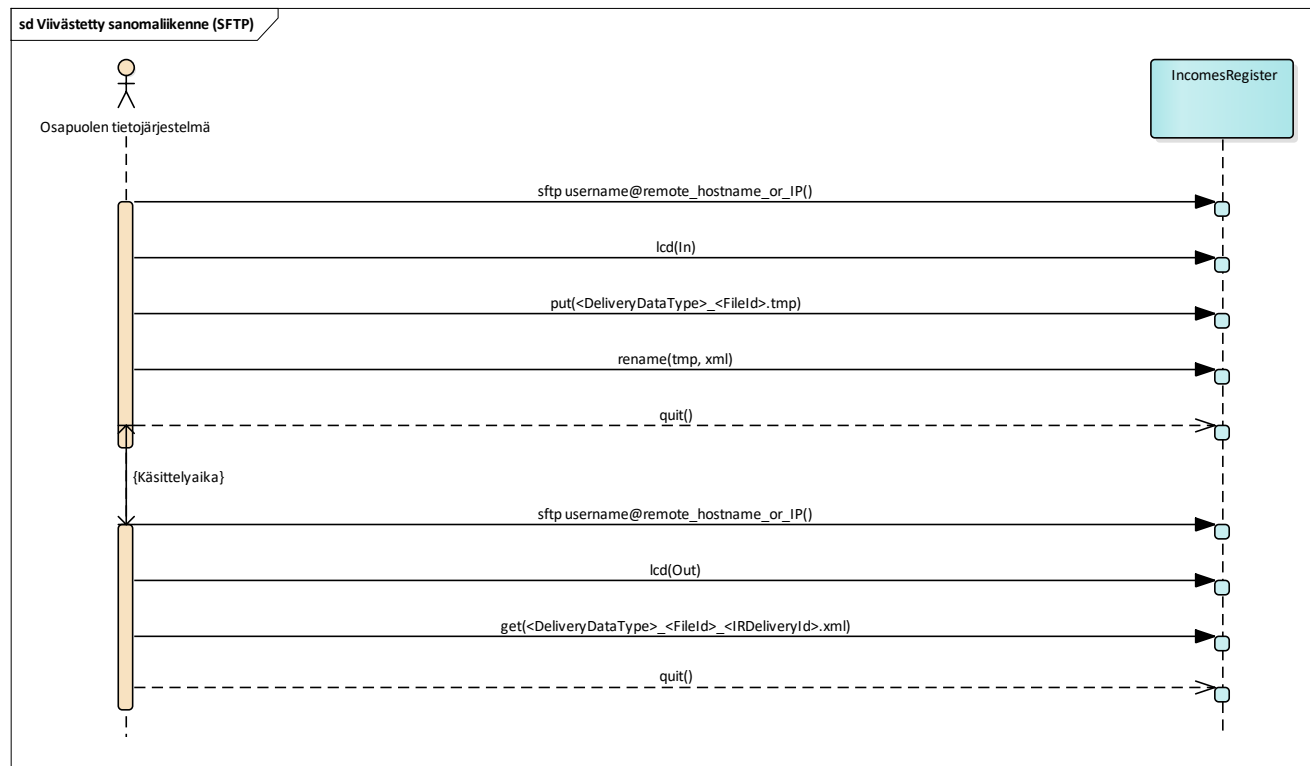 sd Viivästetty sanomaliikenne (SFTP)
IncomesRegister
Osapuolen tietojärjestelmä
sftp username@remote_hostname_or_IP()
lcd(In)
put(<DeliveryDataType>_<FileId>.tmp)
rename(tmp, xml)
quit()
{Käsittelyaika}
sftp username@remote_hostname_or_IP()
lcd(Out)
get(<DeliveryDataType>_<FileId>_<IRDeliveryId>.xml)
quit()